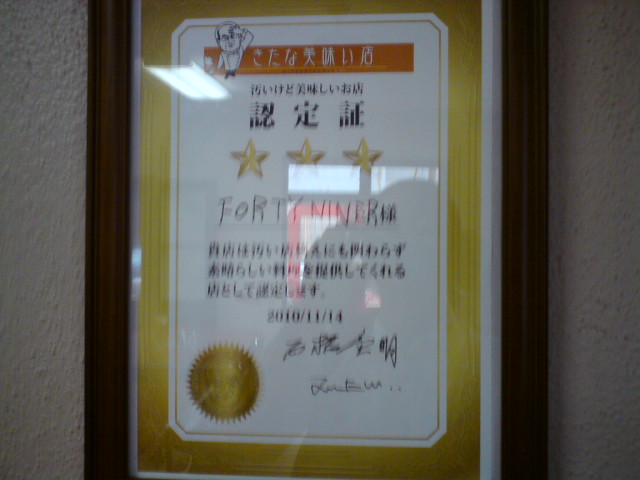 きたな美味い店
汚いけど美味しいお店
認定証
FORTY NINER様
貴店は汚い店構えにも関わらず
素晴らしい料理を提供してくれる
店として認定します。
2010/11/14
石橋貴明